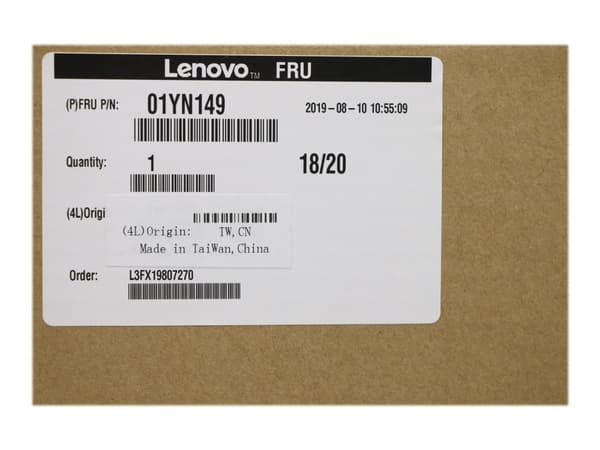 Lenovo™ FRU
(P)FRU P/N: 01YN149 2019-08-10 10:55:09
Quantity: 1 18/20
(4L)Origi
(4L)Origin: TW,CN
Made in TaiWan,China
Order: L3FX19807270